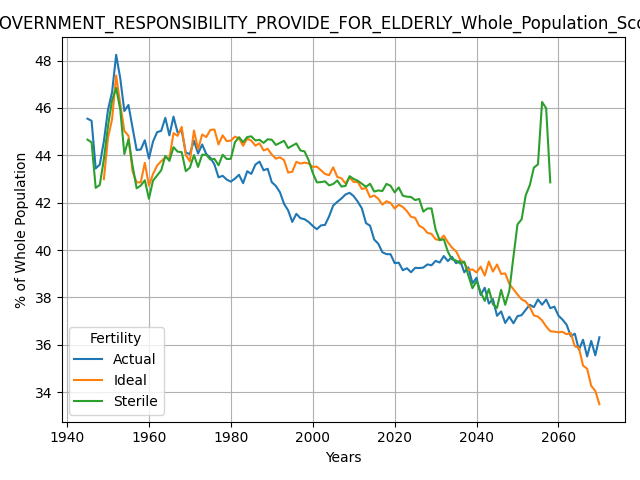 OVERNMENT_RESPONSIBILITY_PROVIDE_FOR_ELDERLY_Whole_Population_Sco
48
46
44
42
40
38
36
34
% of Whole Population
Fertility
Actual
Ideal
Sterile
1940 1960 1980 2000 2020 2040 2060
Years